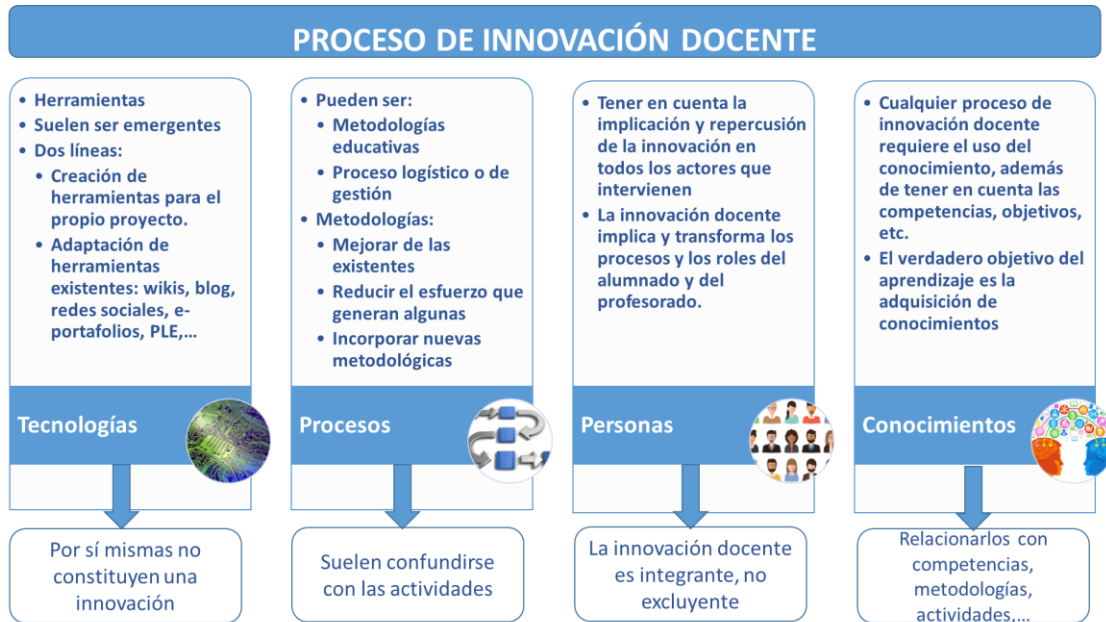 PROCESO DE INNOVACIÓN DOCENTE
• Herramientas
• Suelen ser emergentes
• Dos líneas:
• Creación de
herramientas para el
propio proyecto.
• Adaptación de
herramientas
existentes: wikis, blog,
redes sociales, e-
portafolios, PLE,...
Tecnologías
Por sí mismas no
constituyen una
innovación
• Pueden ser:
• Metodologías
educativas
• Proceso logístico o de
gestión
• Metodologías:
• Mejorar de las
existentes
• Reducir el esfuerzo que
generan algunas
• Incorporar nuevas
metodológicas
Procesos
Suelen confundirse
con las actividades
• Tener en cuenta la
implicación y repercusión
de la innovación en
todos los actores que
intervienen
• La innovación docente
implica y transforma los
procesos y los roles del
alumnado y del
profesorado.
Personas
La innovación docente
es integrante, no
excluyente
• Cualquier proceso de
innovación docente
requiere el uso del
conocimiento, además
de tener en cuenta las
competencias, objetivos,
etc.
• El verdadero objetivo del
aprendizaje es la
adquisición de
conocimientos
Conocimientos
Relacionarlos con
competencias,
metodologías,
actividades,...